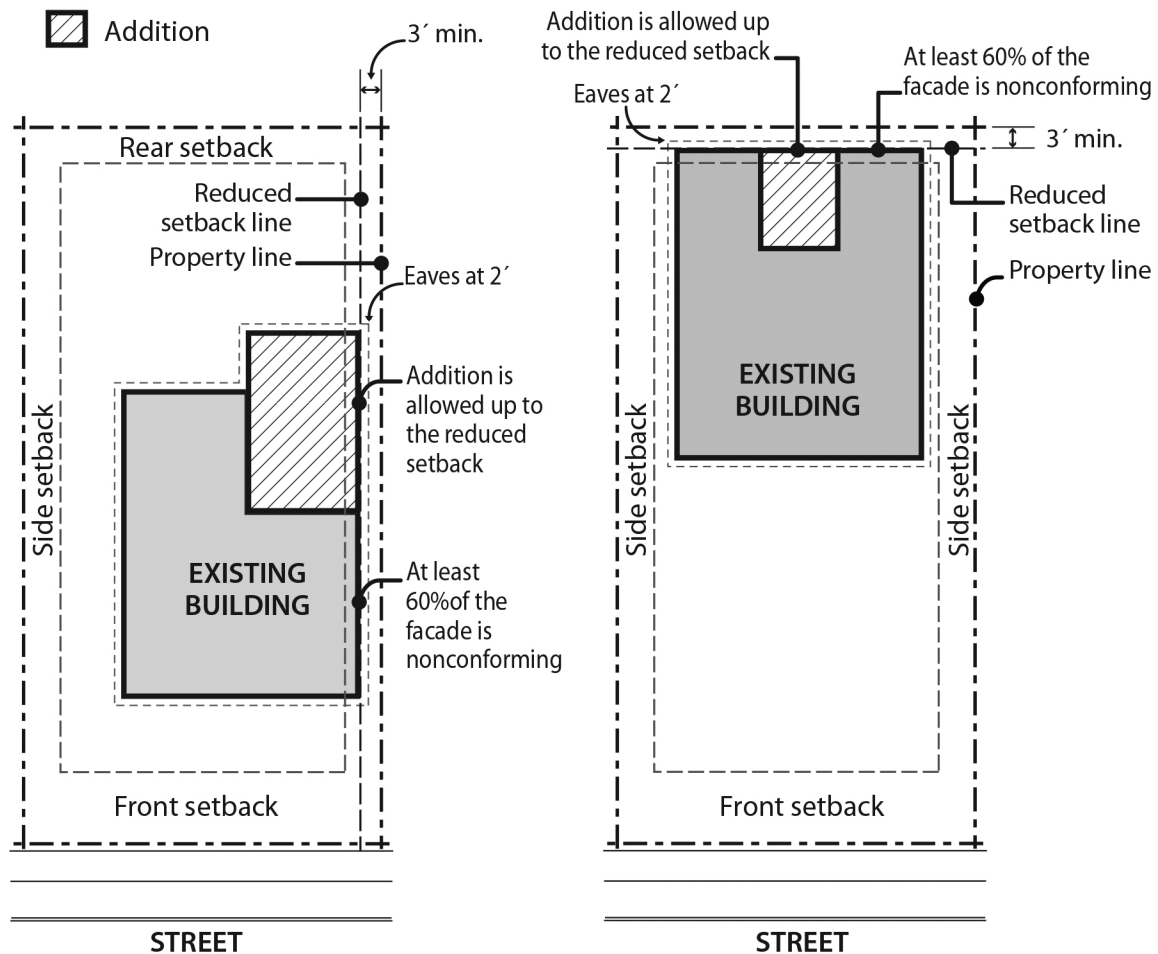 Addition
3´ min.
Rear setback
Reduced
setback line
Property line
Eaves at 2´
Addition is
allowed up to
the reduced
setback
Side setback
EXISTING
BUILDING
At least
60%of the
facade is
nonconforming
Front setback
STREET
Addition is allowed up
to the reduced setback
At least 60% of the
facade is nonconforming
Eaves at 2´
3´ min.
Reduced
setback line
Property line
EXISTING
BUILDING
Side setback
Side setback
Front setback
STREET